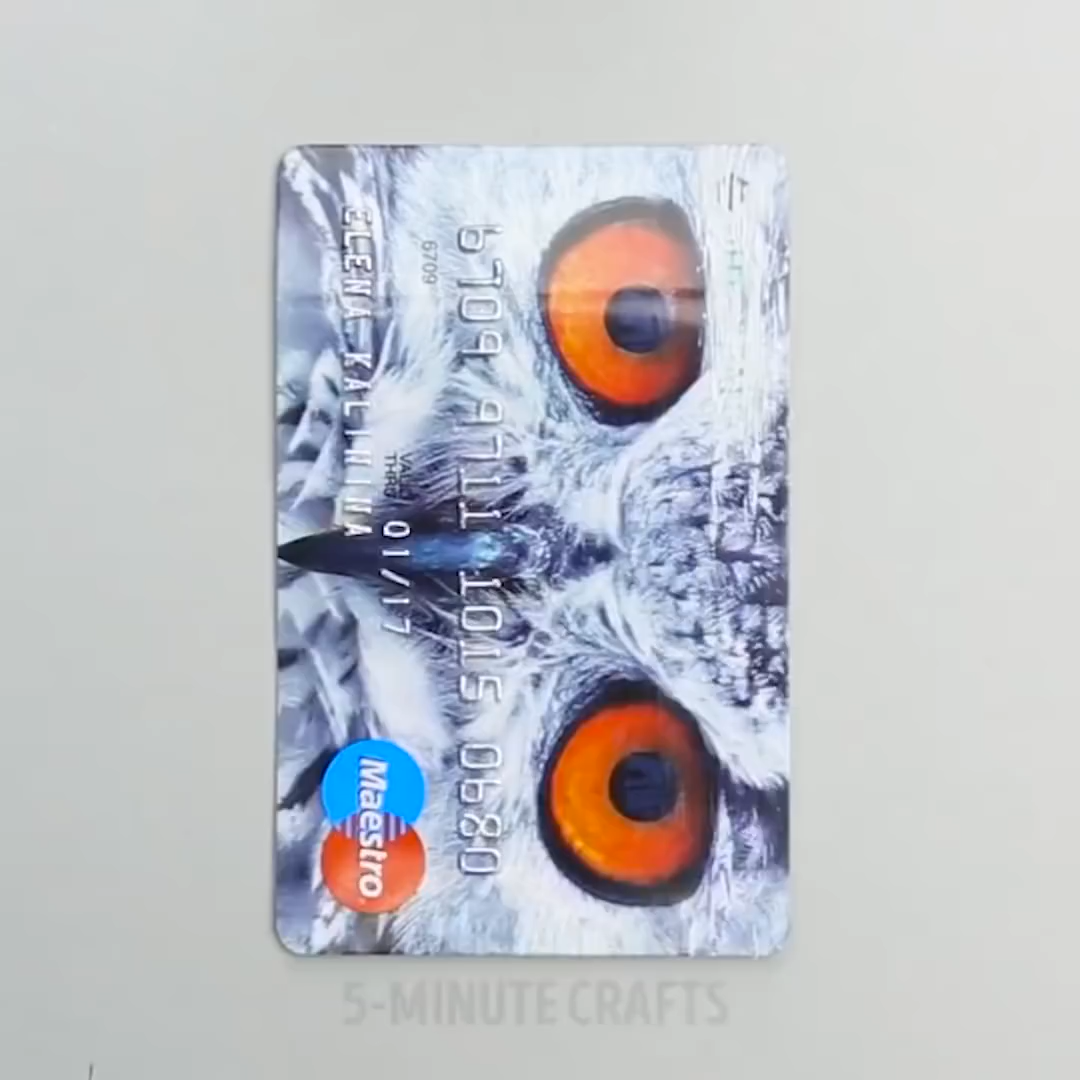 6709 9711 1015 0680
6709
VALID
THRU
01/17
ELENA KALININA
Maestro
5-MINUTE CRAFTS